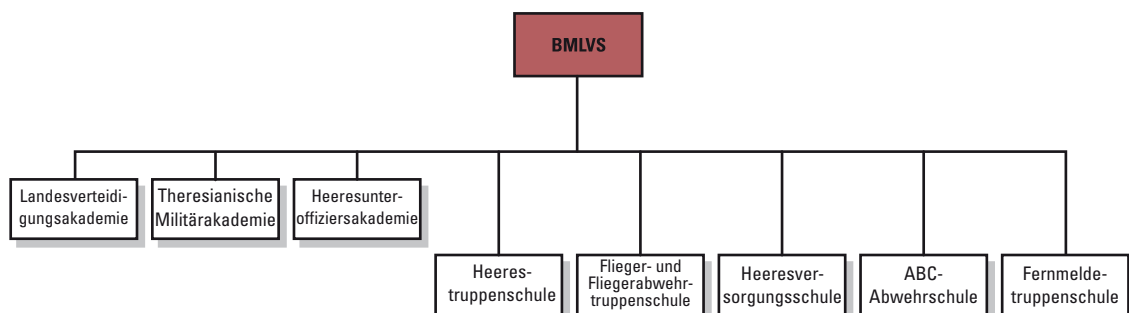 BMLVS
Landesverteidi-
gungsakademie
Theresianische
Militärakademie
Heeresunter-
offiziersakademie
Heeres-
truppenschule
Flieger- und
Fliegerabwehr-
truppenschule
Heeresver-
sorgungsschule
ABC-
Abwehrschule
Fernmelde-
truppenschule